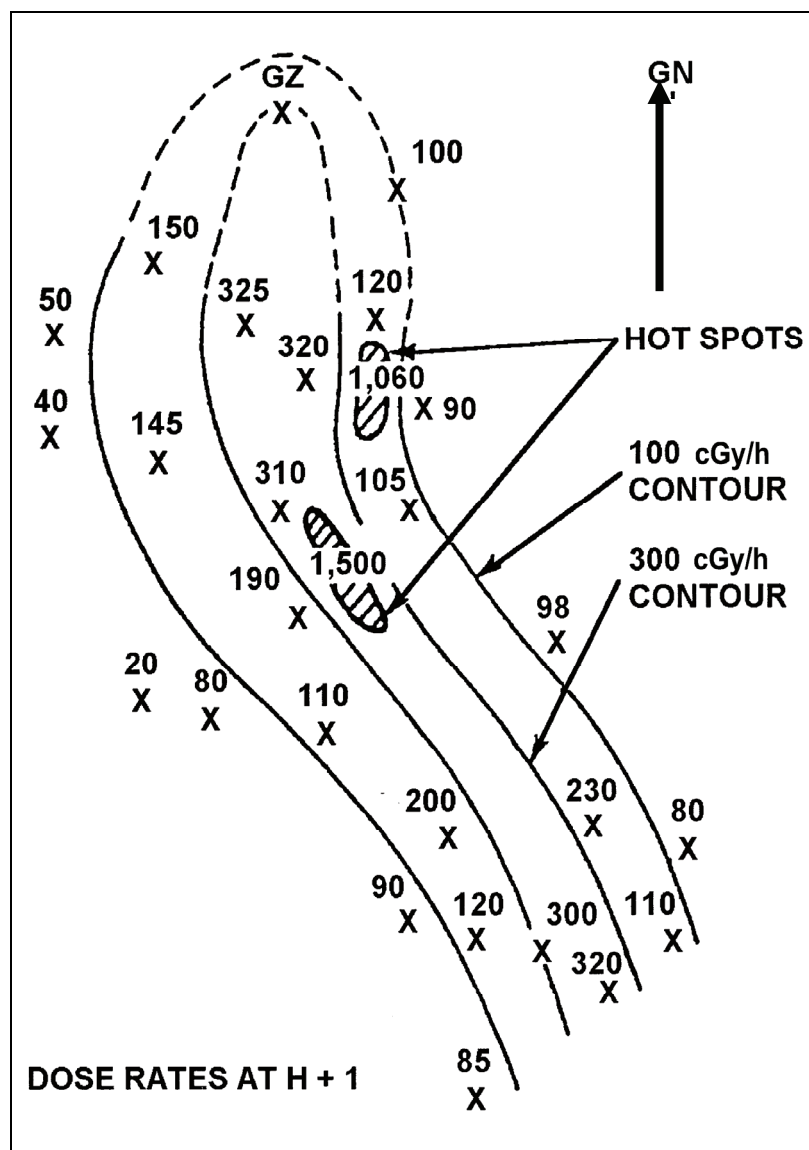 GZ
X
GN
100
X
150
X
50
X
325
X
120
X
HOT SPOTS
320
X
1,060
40
X
X 90
145
X
310
X
105
X
100 cGy/h
CONTOUR
1,500
190
X
300 cGy/h
CONTOUR
98
X
20
X
80
X
110
X
200
X
230
X
80
X
90
X
120
X
300
X
110
X
320
X
85
X
DOSE RATES AT H + 1